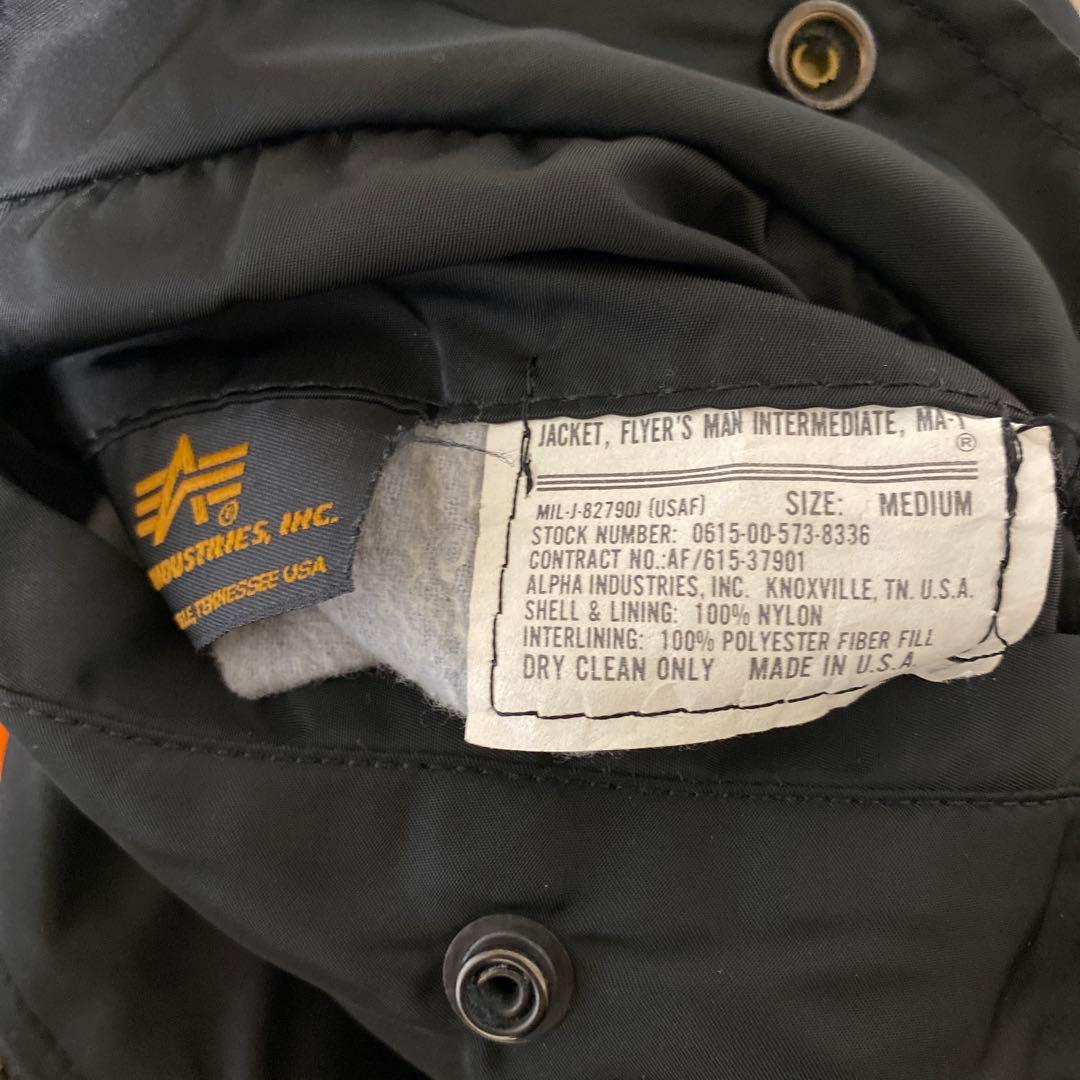 INDUSTRIES, INC.
TENNESSEE USA
JACKET, FLYER'S MAN INTERMEDIATE, MA-1
®
MIL-J-82790J (USAF) SIZE: MEDIUM
STOCK NUMBER: 0615-00-573-8336
CONTRACT NO.:AF/615-37901
ALPHA INDUSTRIES, INC. KNOXVILLE, TN. U.S.A.
SHELL & LINING: 100% NYLON
INTERLINING: 100% POLYESTER FIBER FILL
DRY CLEAN ONLY MADE IN U.S.A.